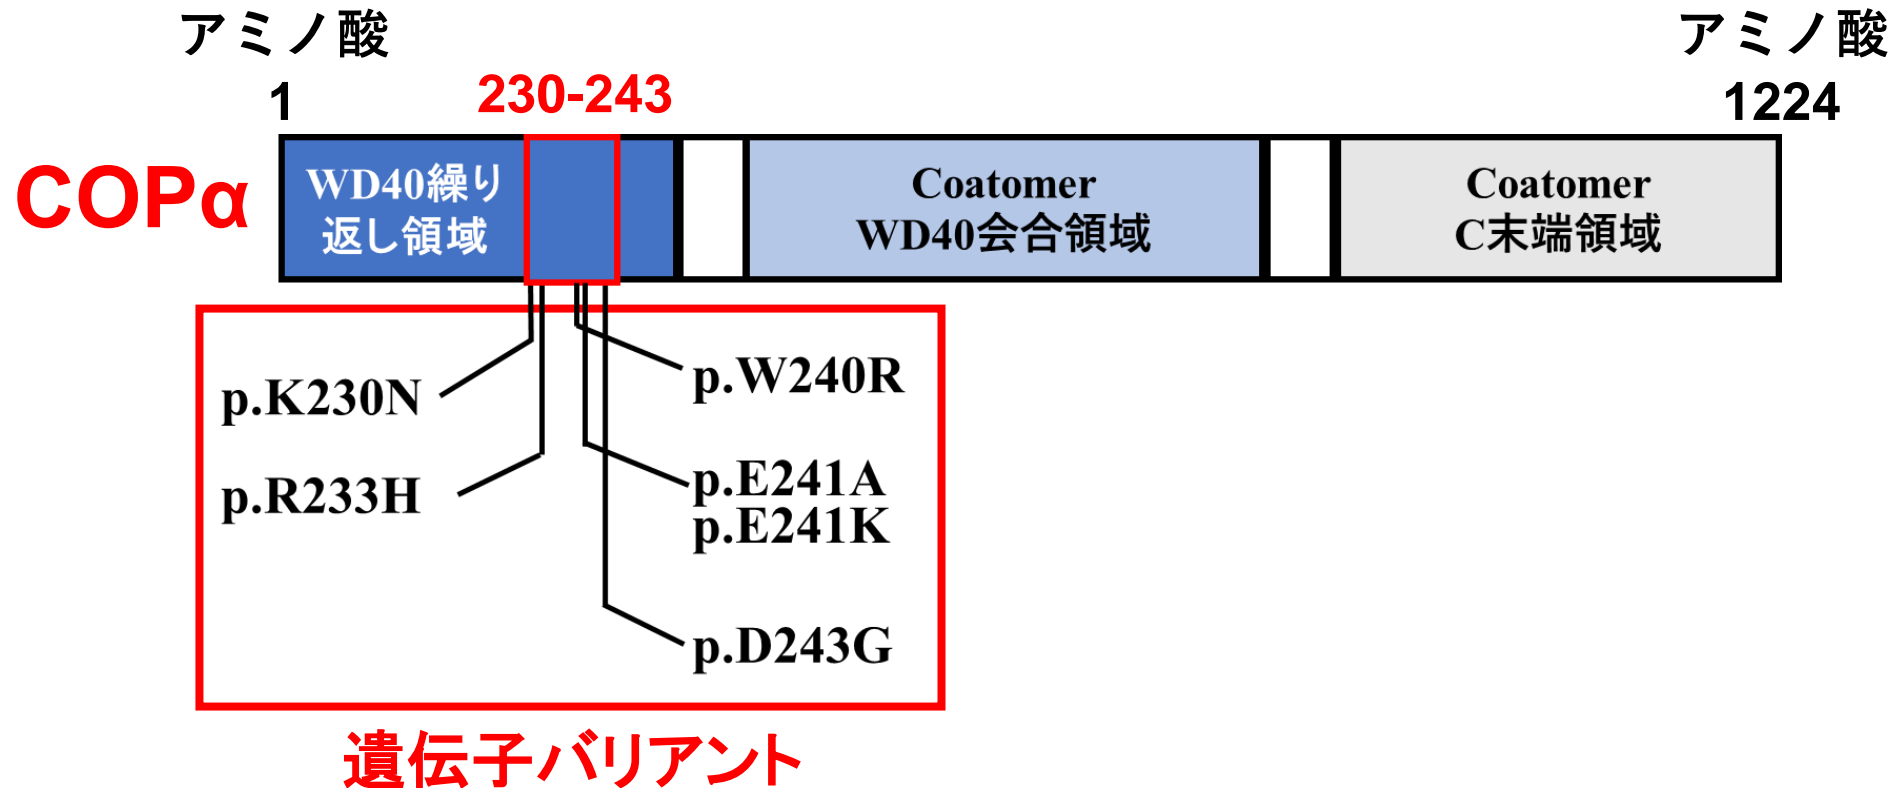 アミノ酸
アミノ酸
1
230-243
1224
COPα
WD40繰り
返し領域
Coatomer
WD40会合領域
Coatomer
C末端領域
p.K230N
p.R233H
p.W240R
p.E241A
p.E241K
p.D243G
遺伝子バリアント